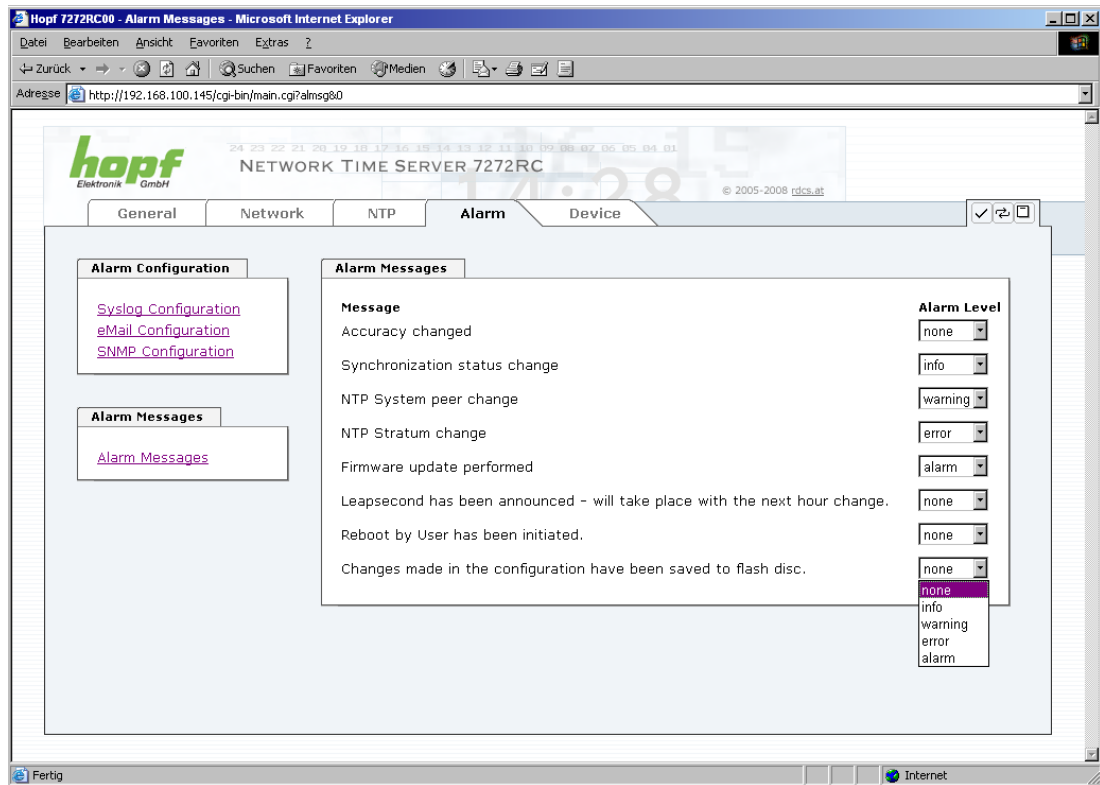 Hopf 7272RC00 - Alarm Messages - Microsoft Internet Explorer
Datei Bearbeiten Ansicht Favoriten Extras ?
Zurück Suchen Favoriten Medien
Adresse http://192.168.100.145/cgi-bin/main.cgi?almsg&0
24 23 22 21 20 19 18 17 16 15 14 13 12 11 10 09 08 07 06 05 04 01
hopf
Elektronik GmbH
NETWORK TIME SERVER 7272RC
14:28
© 2005-2008 rdcs.at
General Network NTP Alarm Device
Alarm Configuration
Syslog Configuration
eMail Configuration
SNMP Configuration
Alarm Messages
Alarm Messages
Alarm Messages
Message Alarm Level
Accuracy changed none
Synchronization status change info
NTP System peer change warning
NTP Stratum change error
Firmware update performed alarm
Leapsecond has been announced - will take place with the next hour change. none
Reboot by User has been initiated. none
Changes made in the configuration have been saved to flash disc. none
none
info
warning
error
alarm
Fertig Internet